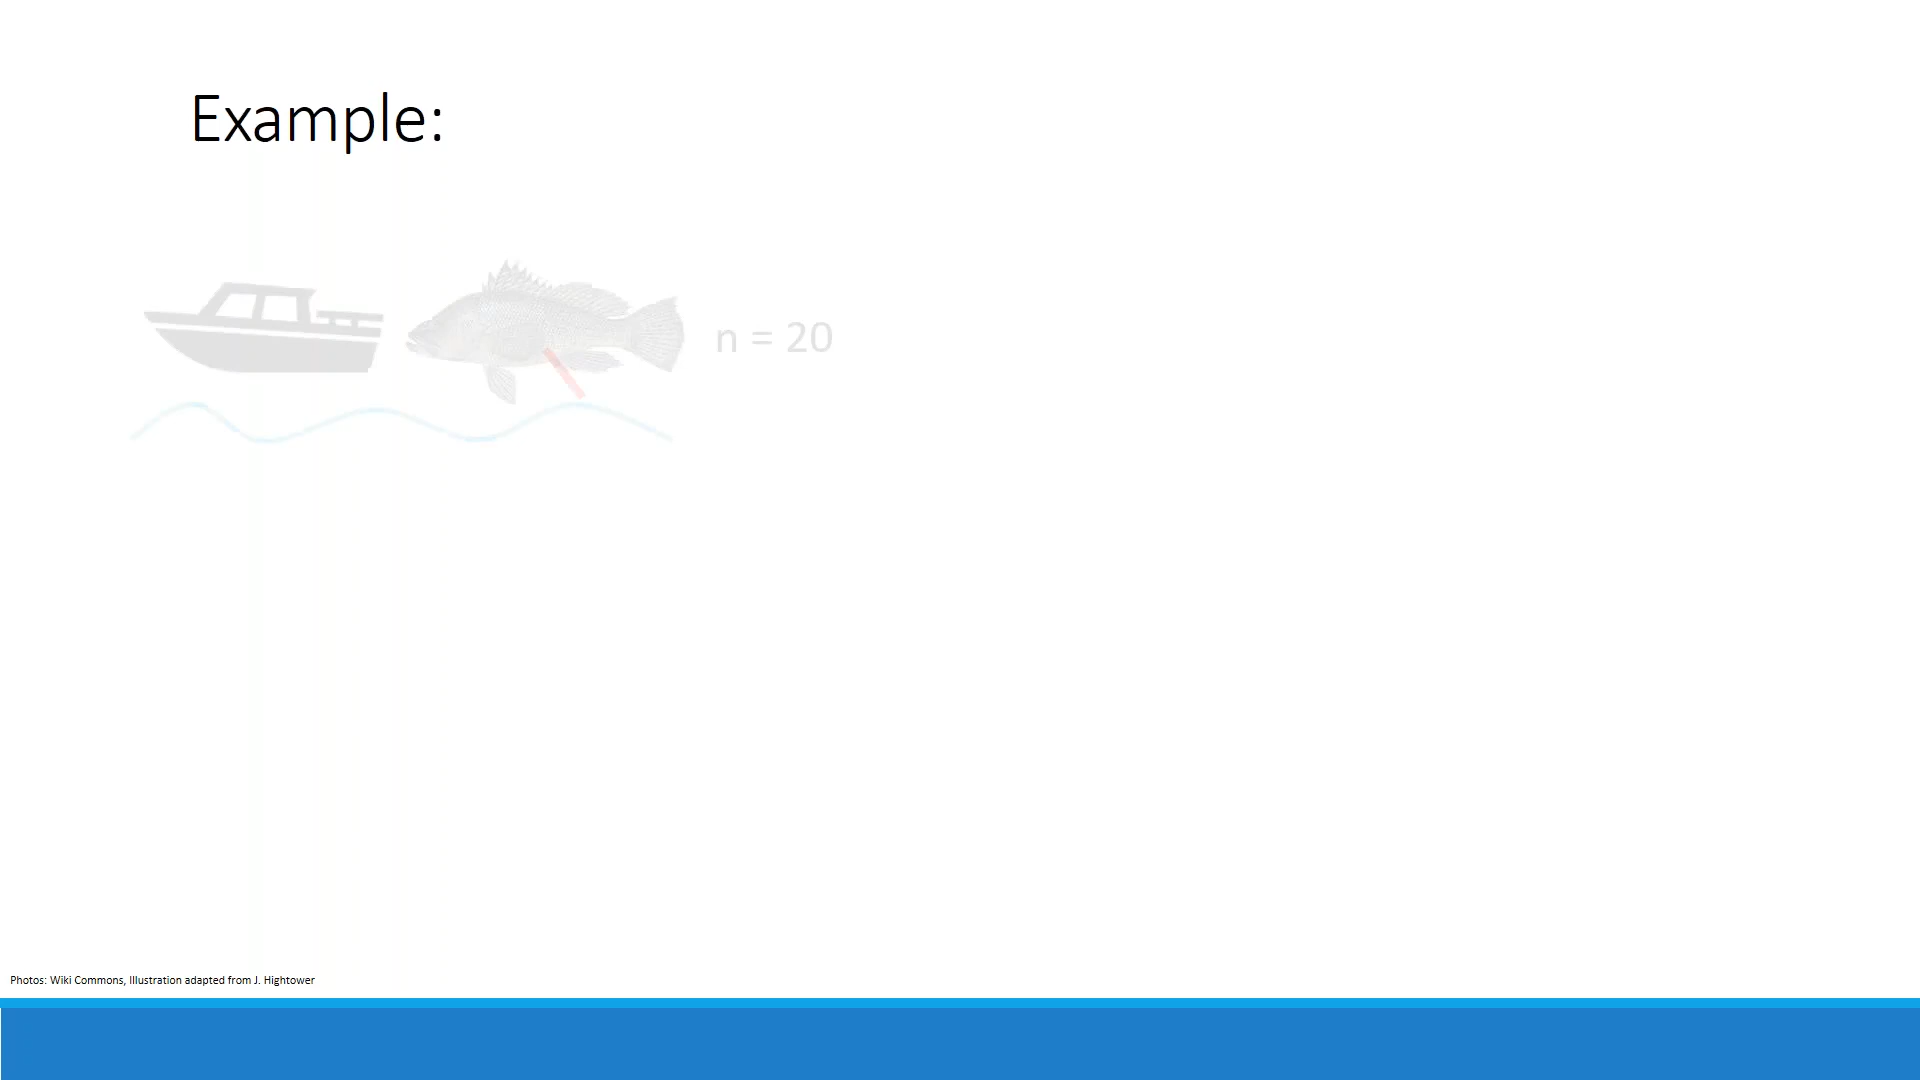 Example:
n = 20
Photos: Wiki Commons, Illustration adapted from J. Hightower